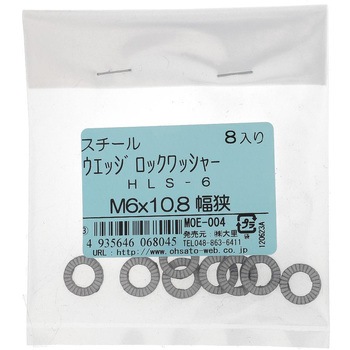 スチール 8入り
ウエッジロックワッシャー
HLS-6
M6x10.8 幅狭
MOE-004
4 935646 068045
発売元 ㈱大里
TEL048-863-6411
URL:http://www.ohsato-web.co.jp/
120623A